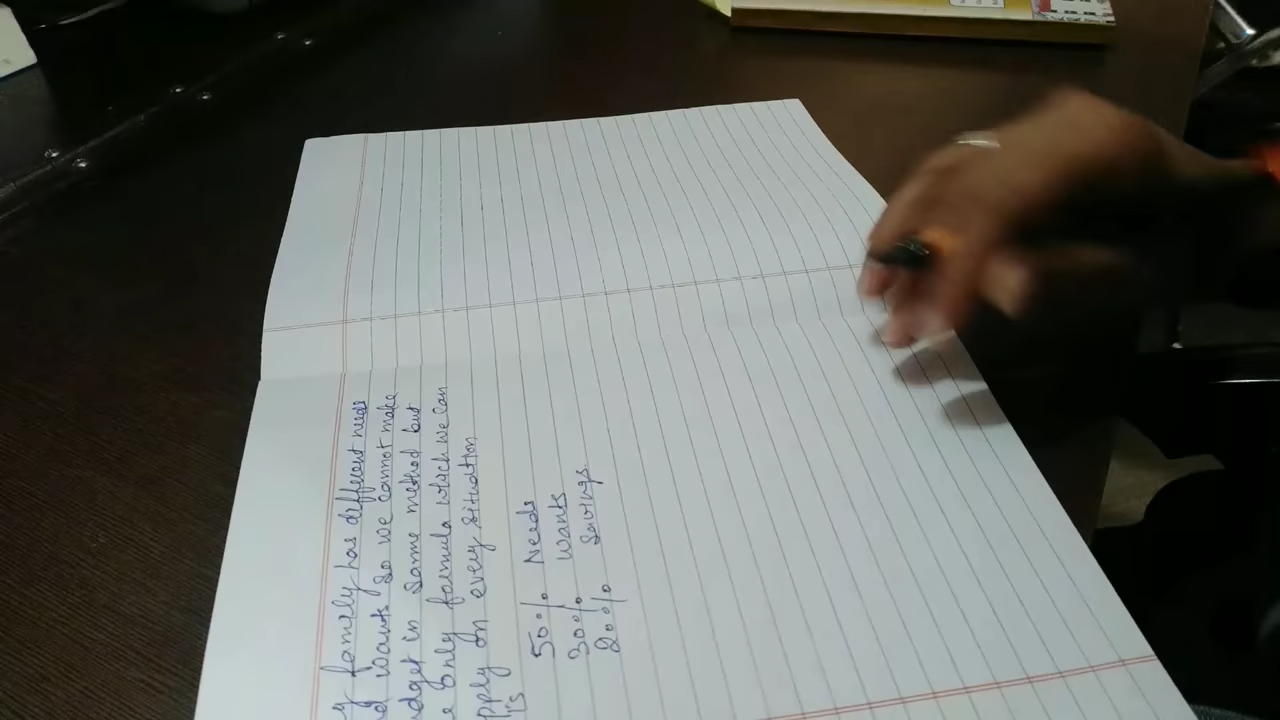 y family has different needs
d wants so we cannot make
udget in same method but
e only formula which we can
pply on every situation
is
50% Needs
30% wants
20% Savings